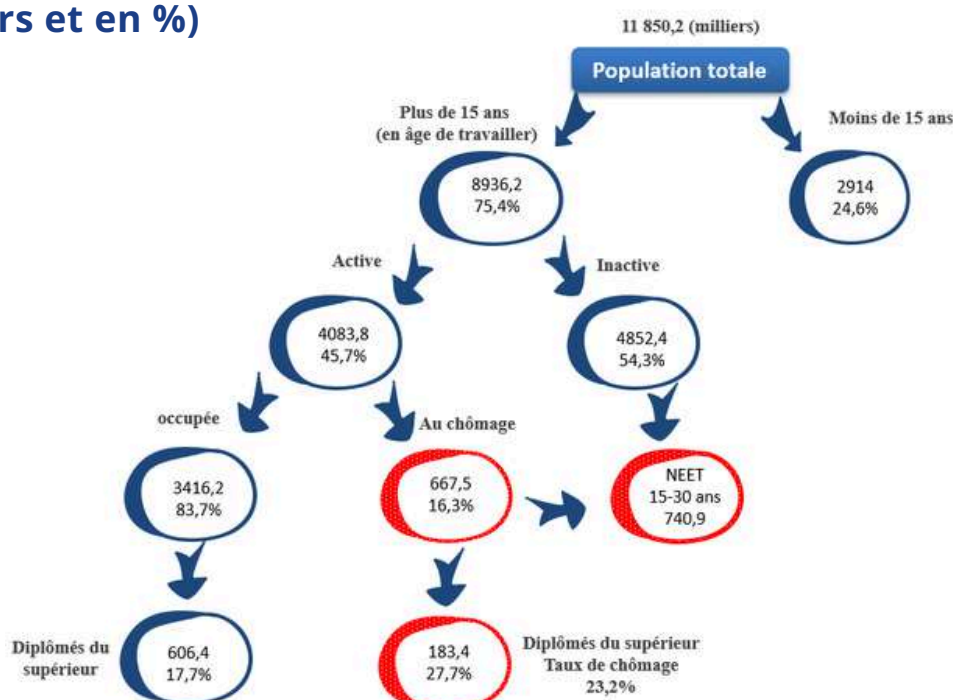 rs et en %)
11 850,2 (milliers)
Population totale
Plus de 15 ans
(en âge de travailler)
Moins de 15 ans
8936,2
75,4%
2914
24,6%
Active
Inactive
4083,8
45,7%
4852,4
54,3%
occupée
Au chômage
3416,2
83,7%
667,5
16,3%
NEET
15-30 ans
740,9
Diplômés du
supérieur
606,4
17,7%
183,4
27,7%
Diplômés du supérieur
Taux de chômage
23,2%